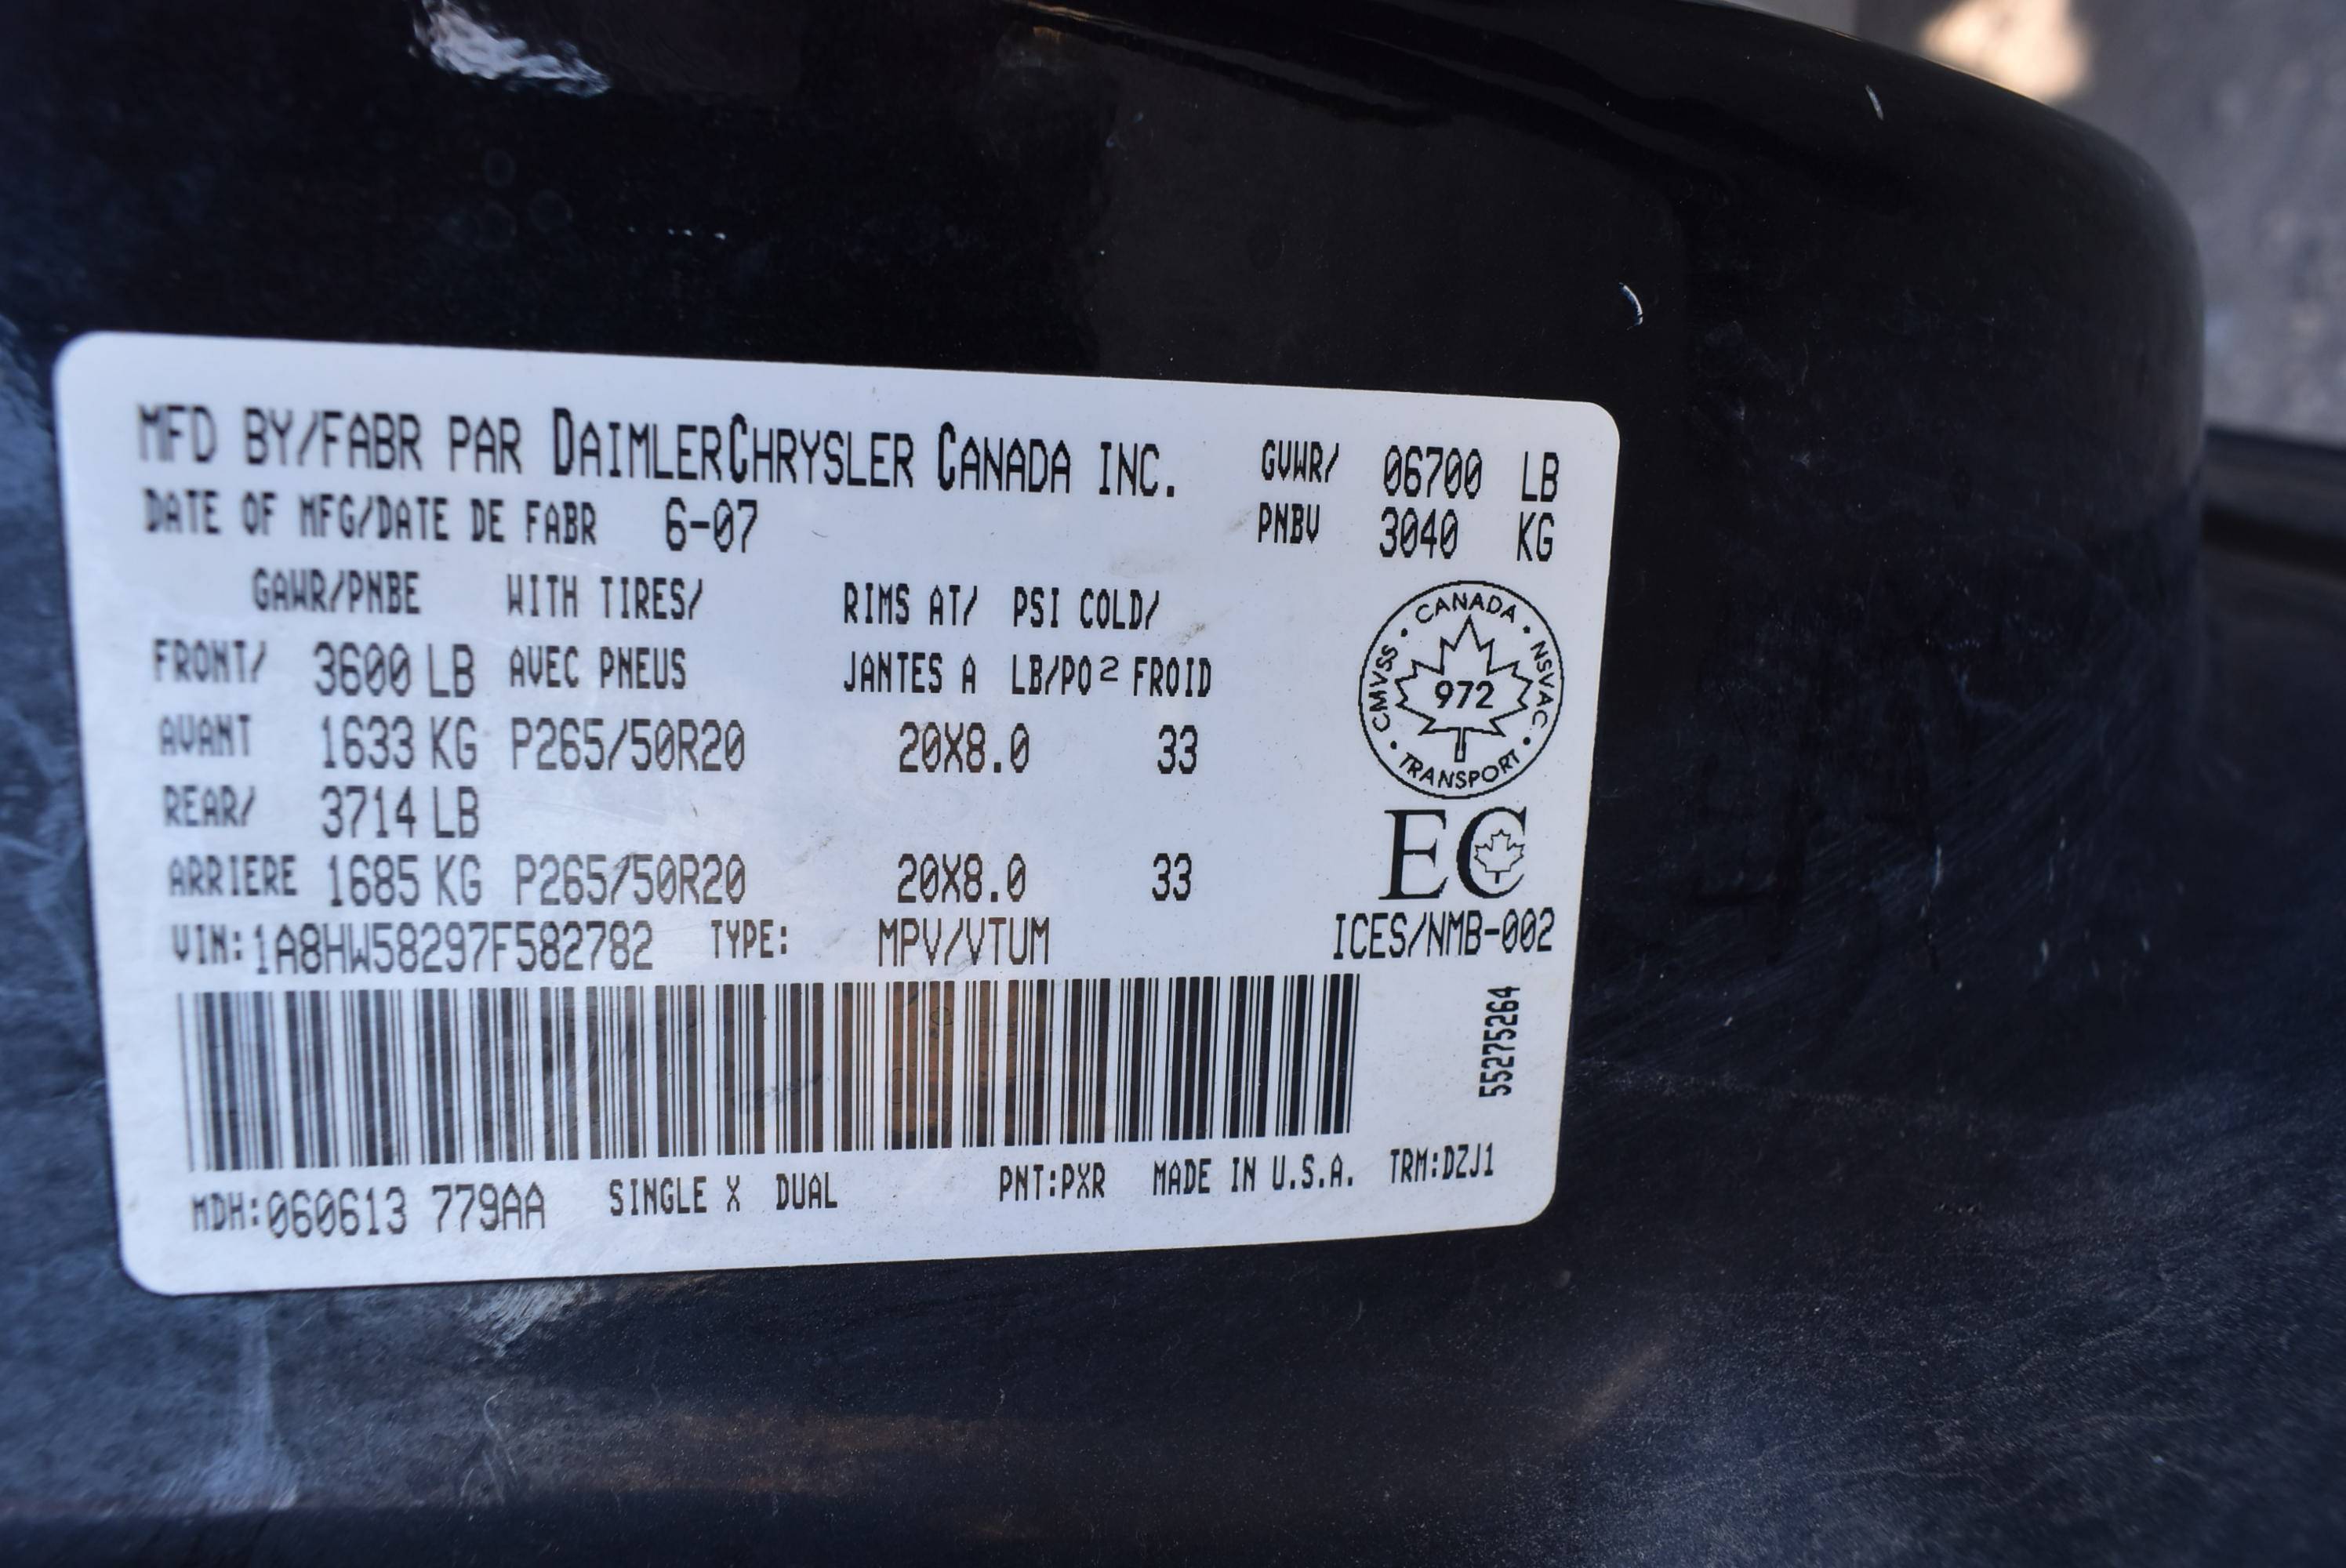 MFD BY/FABR PAR DAIMLERCHRYSLER CANADA INC. GVWR/ 06700 LB
DATE OF MFG/DATE DE FABR 6-07 PNBV 3040 KG
GAWR/PNBE WITH TIRES/ RIMS AT/ PSI COLD/
FRONT/ 3600 LB AVEC PNEUS JANTES A LB/PO² FROID
AVANT 1633 KG P265/50R20 20X8.0 33
REAR/ 3714 LB
ARRIERE 1685 KG P265/50R20 20X8.0 33
CANADA • NSVAC • TRANSPORT • CMVSS •
972
EC
VIN:1A8HW58297F582782 TYPE: MPV/VTUM ICES/NMB-002
55275264
MDH:060613 779AA SINGLE X DUAL PNT:PXR MADE IN U.S.A. TRM:DZJ1